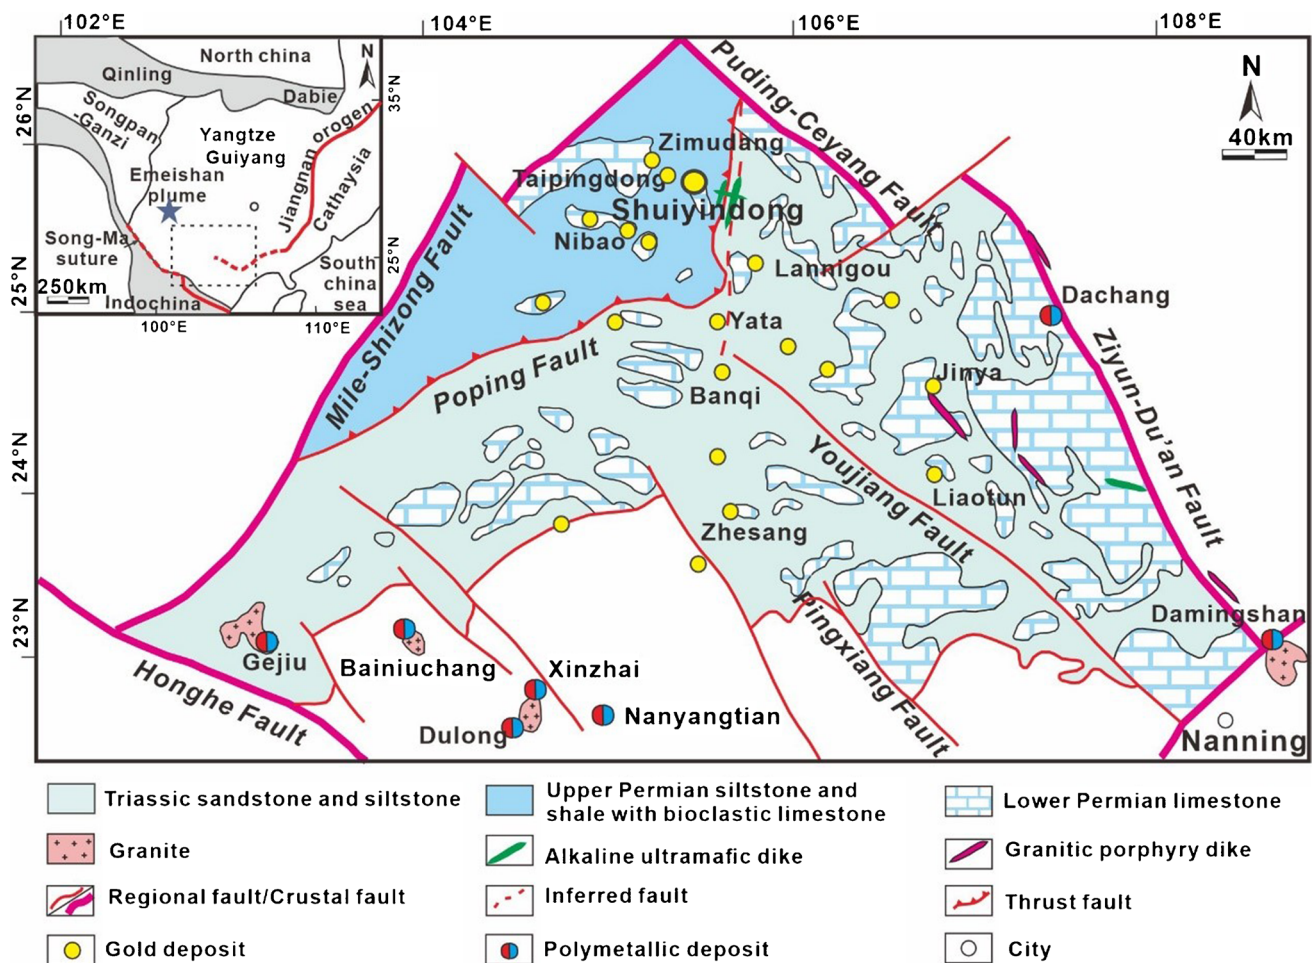 102°E
104°E
106°E
108°E
26°N
25°N
24°N
23°N
North china
N
Qinling
Dabie
35°N
Songpan
-Ganzi
Yangtze
Guiyang
Jiangnan orogen
Emeishan
plume
Cathaysia
Song-Ma
suture
25°N
South
china
sea
250km
Indochina
100°E
110°E
N
40km
Puding-Ceyang Fault
Zimudang
Taipingdong
Shuiyindong
Nibao
Lannigou
Mile-Shizong Fault
Dachang
Yata
Poping Fault
Banqi
Jinya
Ziyun-Du'an Fault
Youjiang Fault
Liaotun
Zhesang
Pingxiang Fault
Damingshan
Gejiu
Bainiuchang
Xinzhai
Honghe Fault
Dulong
Nanyangtian
Nanning
Triassic sandstone and siltstone
Upper Permian siltstone and
shale with bioclastic limestone
Lower Permian limestone
Granite
Alkaline ultramafic dike
Granitic porphyry dike
Regional fault/Crustal fault
Inferred fault
Thrust fault
Gold deposit
Polymetallic deposit
City